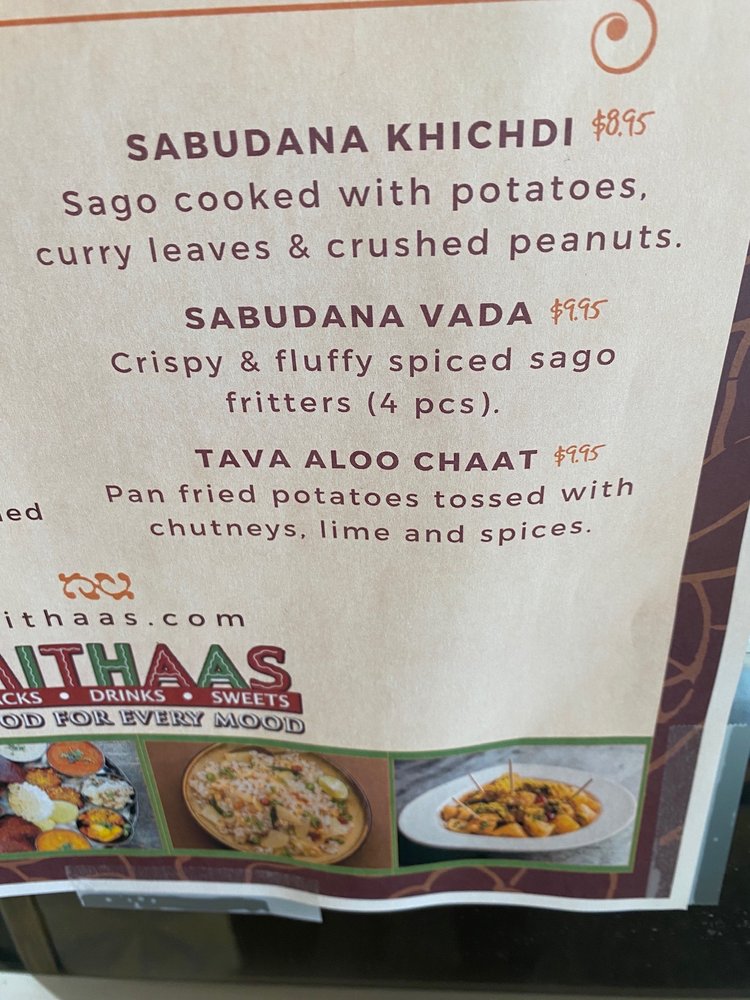 SABUDANA KHICHDI $8.95
Sago cooked with potatoes,
curry leaves & crushed peanuts.
SABUDANA VADA $9.95
Crispy & fluffy spiced sago
fritters (4 pcs).
TAVA ALOO CHAAT $9.95
Pan fried potatoes tossed with
chutneys, lime and spices.
ied
ithaas.com
AITHAAS
CKS • DRINKS • SWEETS
OD FOR EVERY MOOD